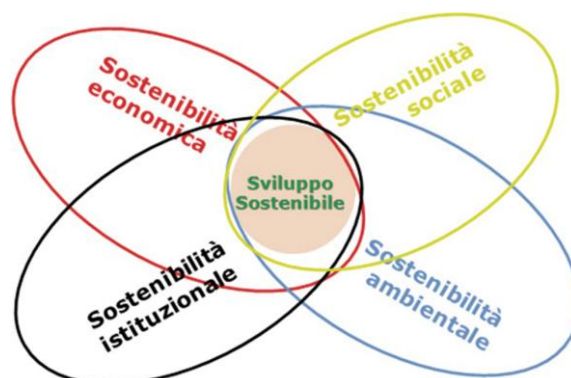 Sostenibilità
economica
Sostenibilità
sociale
Sviluppo
Sostenibile
Sostenibilità
istituzionale
Sostenibilità
ambientale